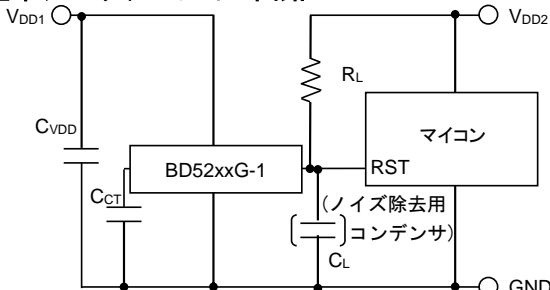 VDD1
VDD2
RL
CVDD
マイコン
BD52xxG-1
RST
CCT
(ノイズ除去用
コンデンサ)
CL
GND